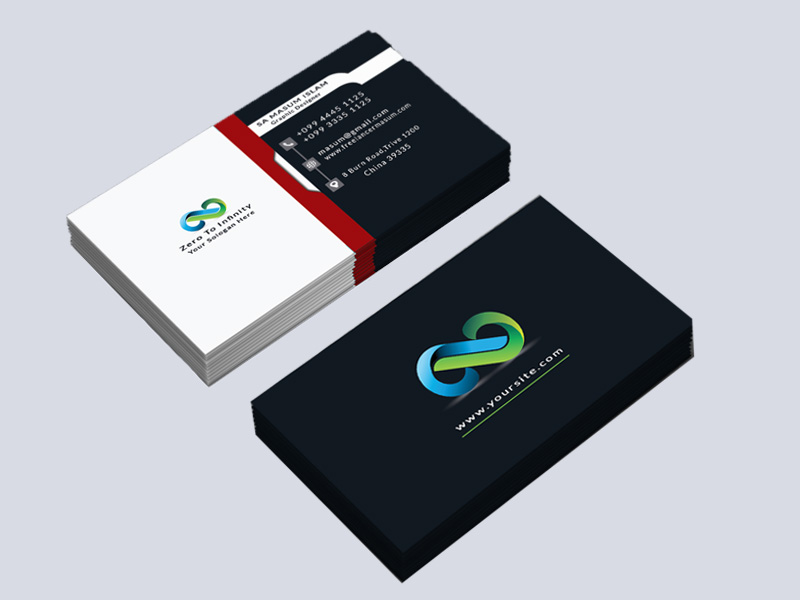 SA MASUM ISLAM
Graphic Designer
+099 4445 1125
+099 3335 1125
masum@gmail.com
www.freelancermasum.com
8 Burn Road,Trive 1200
China 39335
Zero To Infinity
Your Sologan Here
www.yoursite.com